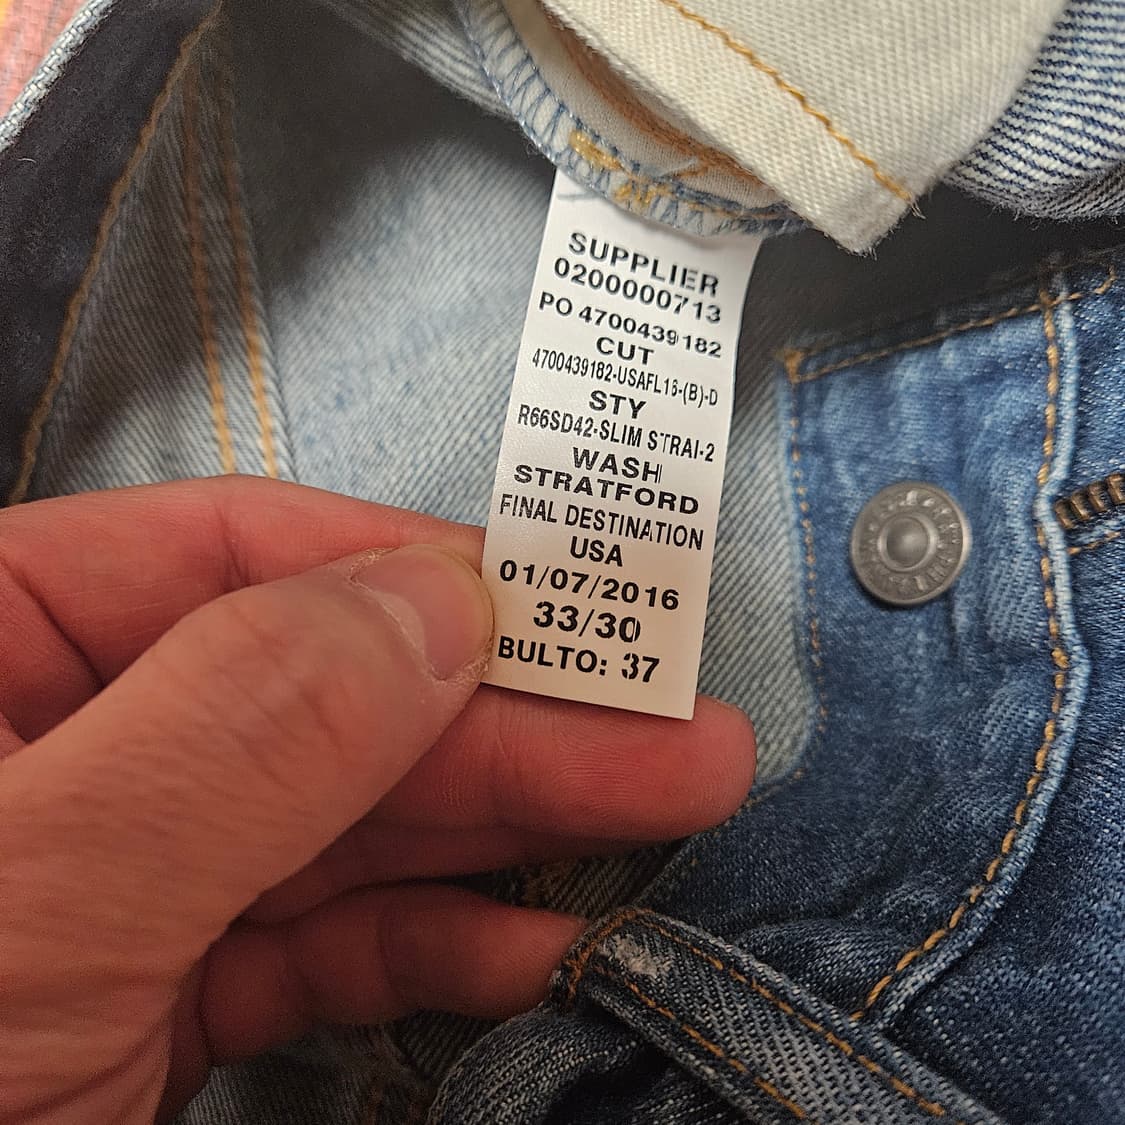 SUPPLIER
0200000713
PO 4700439182
CUT
4700439182-USAFL16-(B)-D
STY
R66SD42-SLIM STRAI-2
WASH
STRATFORD
FINAL DESTINATION
USA
01/07/2016
33/30
BULTO: 37